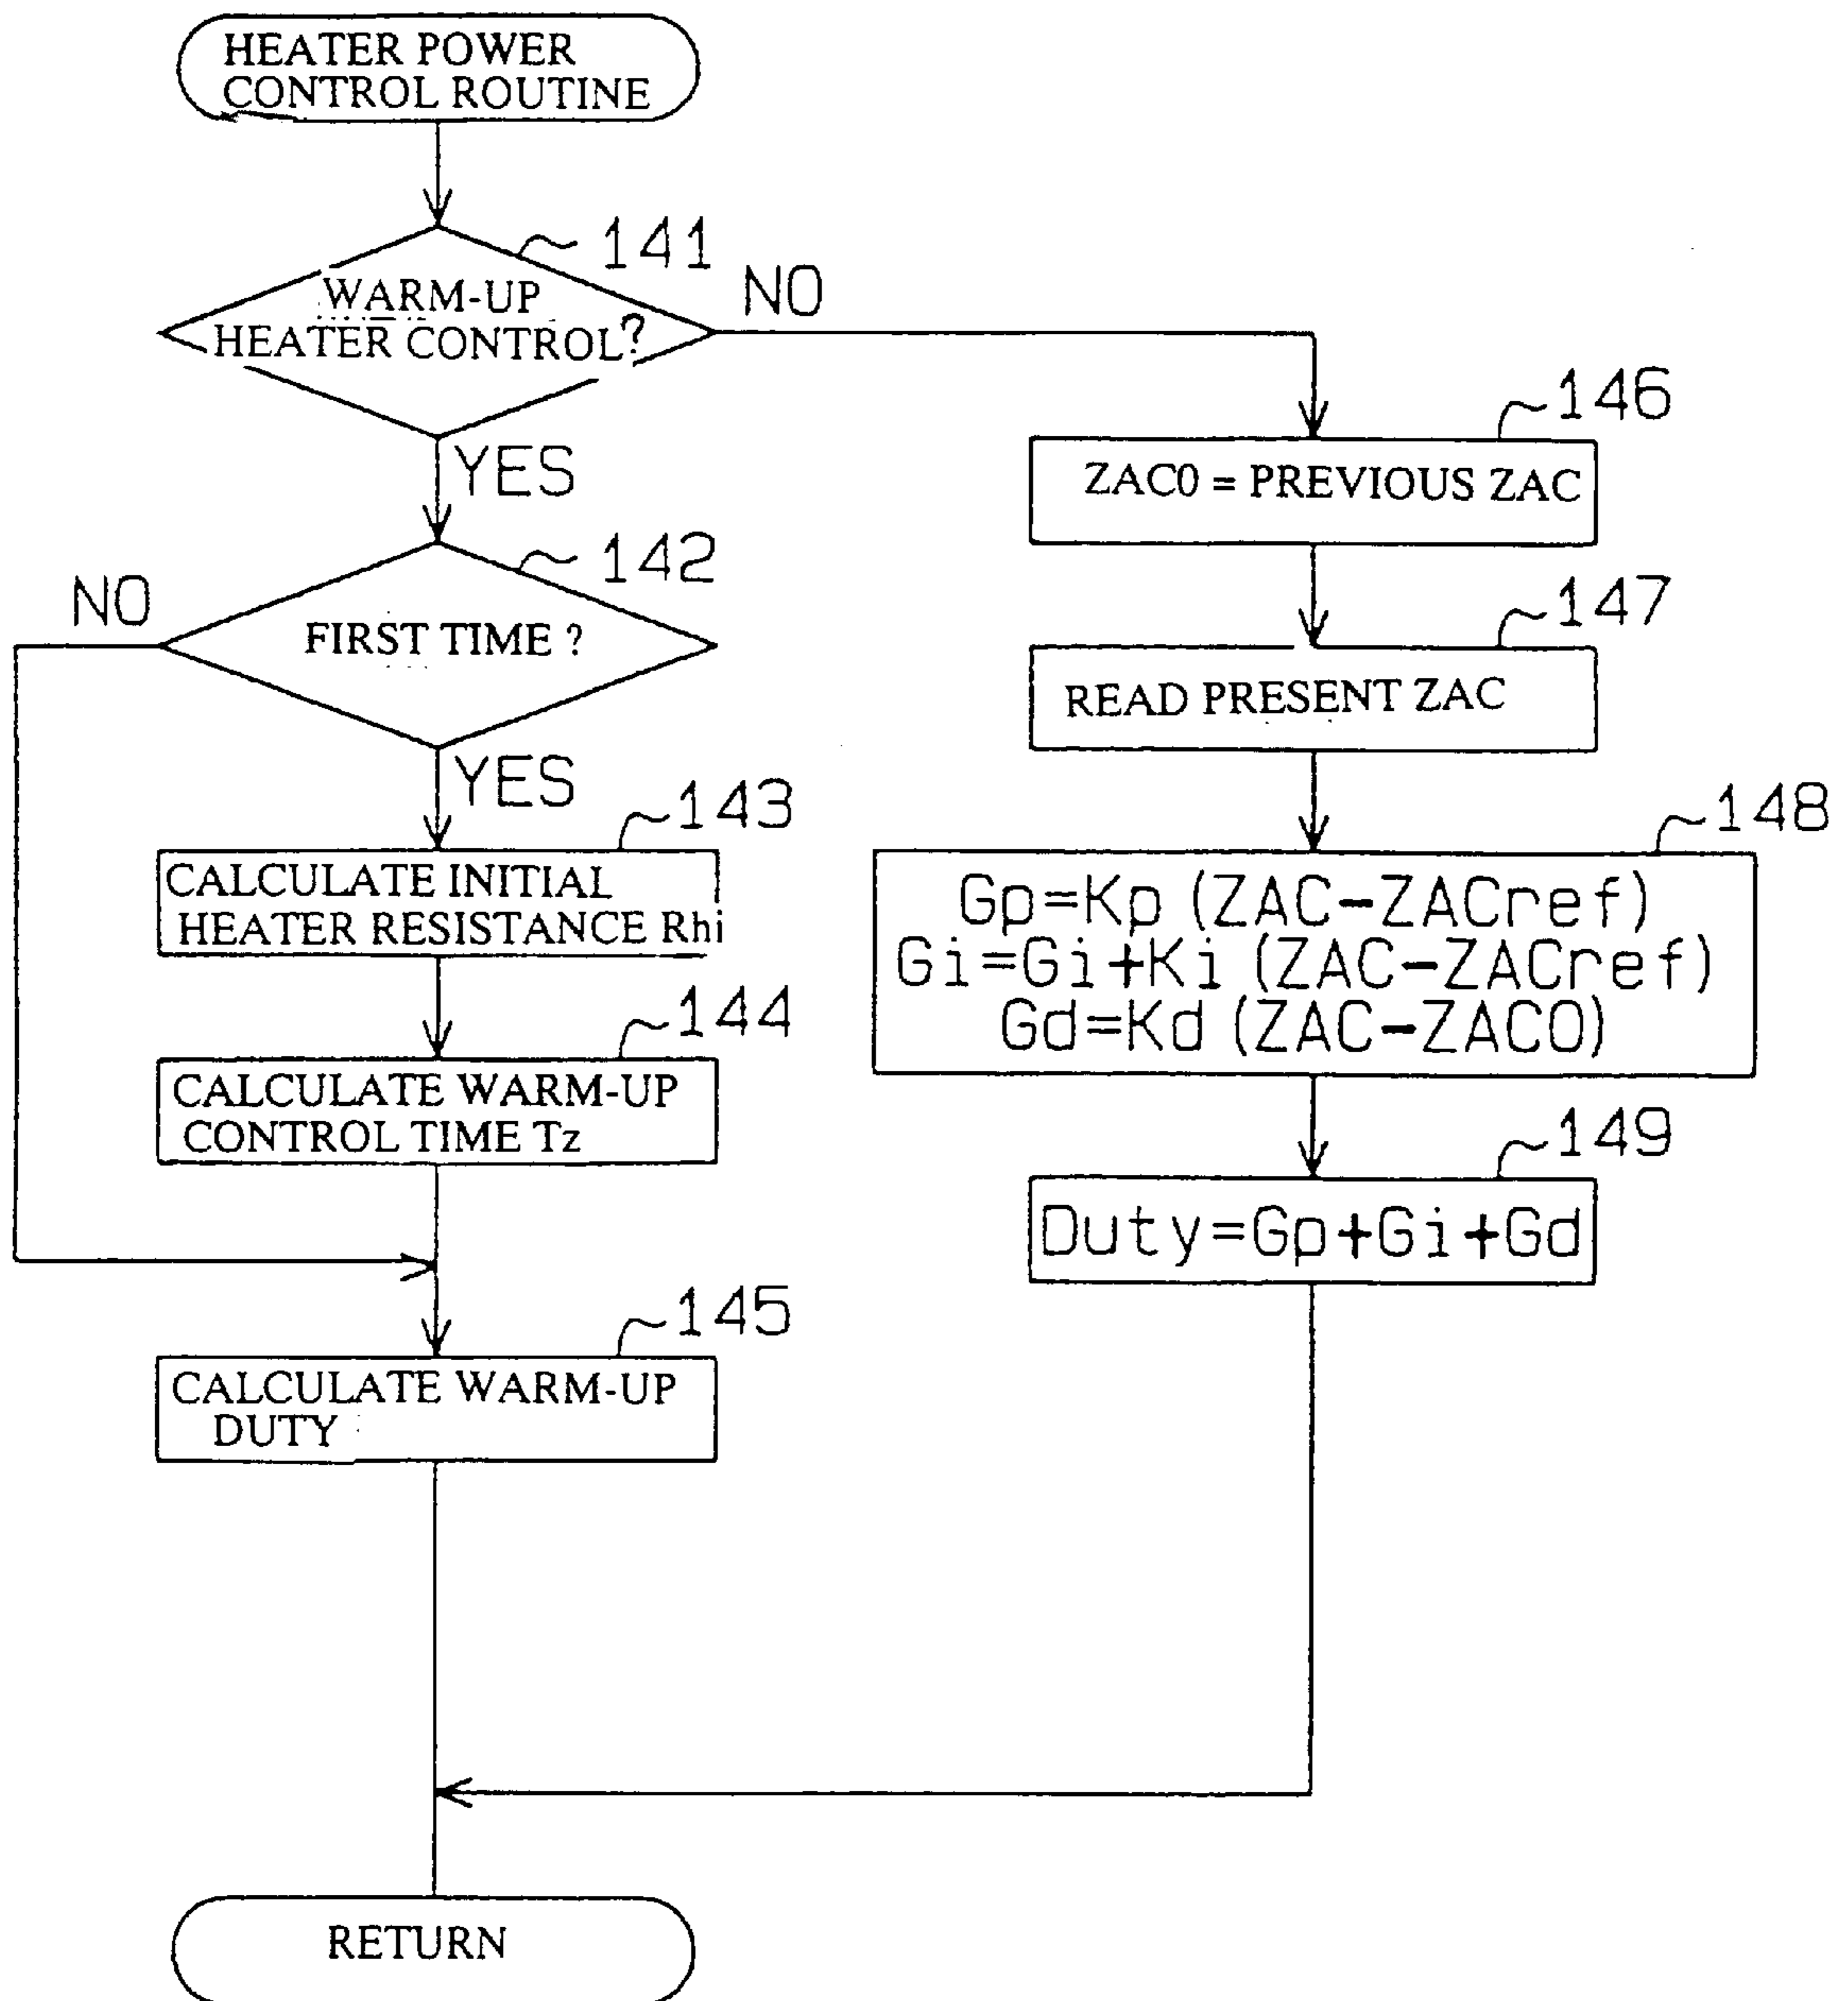 HEATER POWER
CONTROL ROUTINE
141
WARM-UP
HEATER CONTROL?
NO
YES
142
FIRST TIME ?
NO
YES
143
CALCULATE INITIAL
HEATER RESISTANCE Rhi
144
CALCULATE WARM-UP
CONTROL TIME Tz
145
CALCULATE WARM-UP
DUTY
146
ZAC0 = PREVIOUS ZAC
147
READ PRESENT ZAC
148
Gp=Kp (ZAC-ZACref)
Gi=Gi+Ki (ZAC-ZACref)
Gd=Kd (ZAC-ZAC0)
149
Duty=Gp+Gi+Gd
RETURN